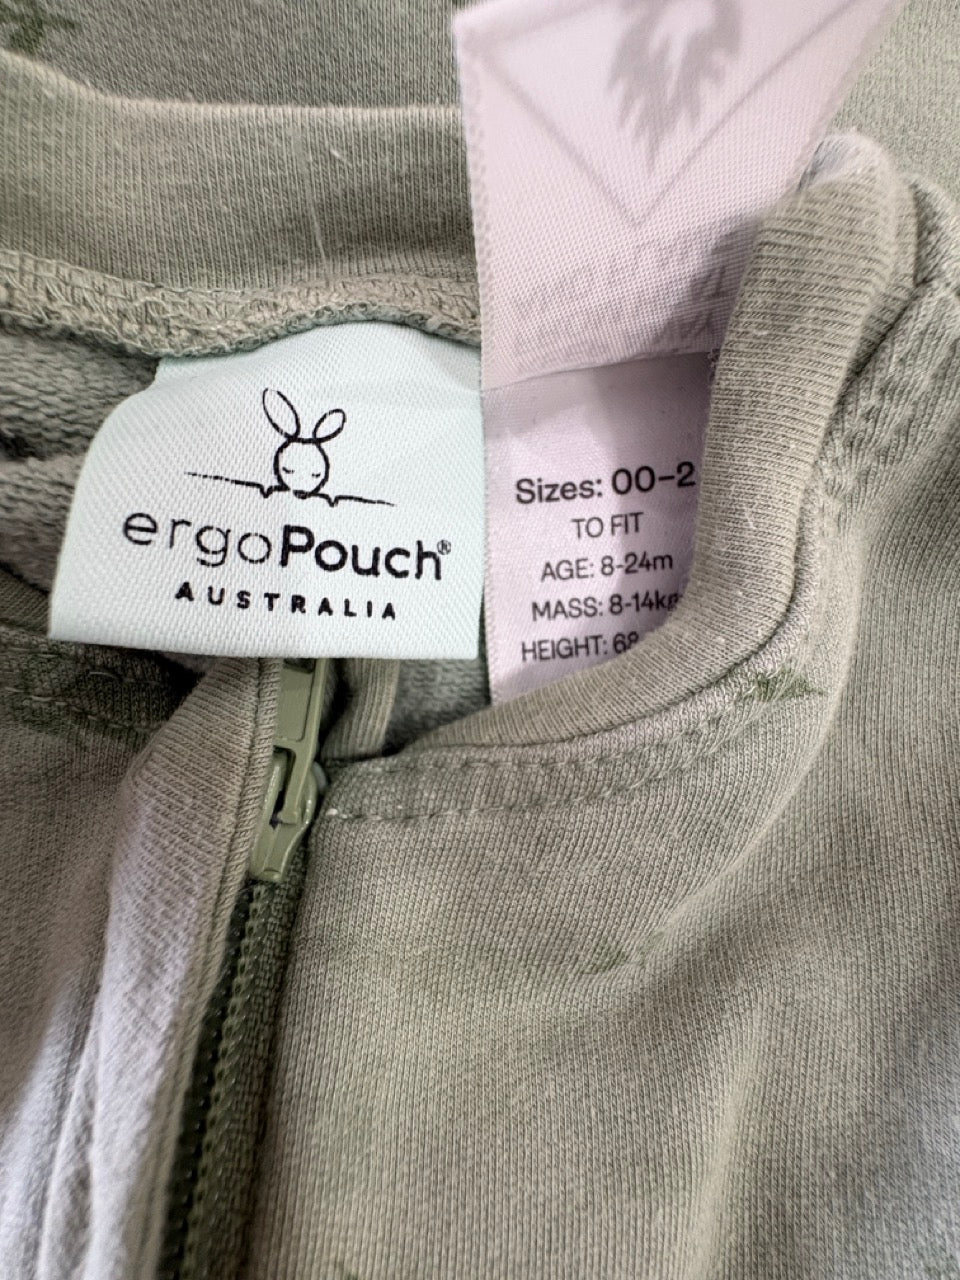 ergoPouch®
AUSTRALIA
Sizes: 00-2
TO FIT
AGE: 8-24m
MASS: 8-14kg
HEIGHT: 68